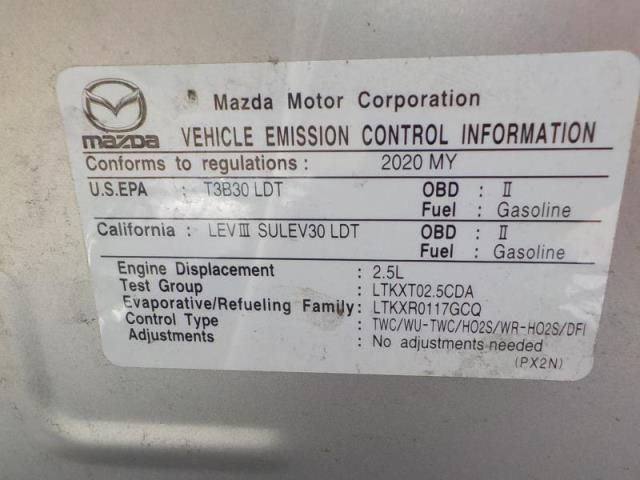 Mazda Motor Corporation
mazda VEHICLE EMISSION CONTROL INFORMATION
Conforms to regulations : 2020 MY
U.S.EPA : T3B30 LDT OBD : II
Fuel : Gasoline
California : LEV III SULEV30 LDT OBD : II
Fuel : Gasoline
Engine Displacement : 2.5L
Test Group : LTKXT02.5CDA
Evaporative/Refueling Family: LTKXR0117GCQ
Control Type : TWC/WU-TWC/HO2S/WR-HO2S/DFI
Adjustments : No adjustments needed
(PX2N)